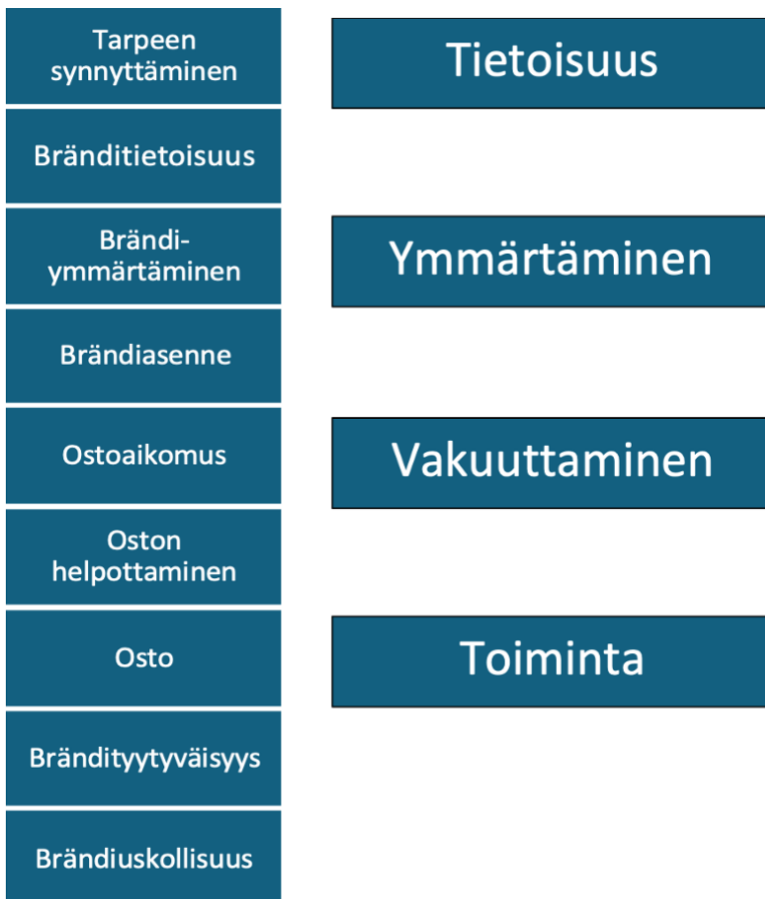 Tarpeen
synnyttäminen
Bränditietoisuus
Brändi-
ymmärtäminen
Brändiasenne
Ostoaikomus
Oston
helpottaminen
Osto
Brändityytyväisyys
Brändiuskollisuus
Tietoisuus
Ymmärtäminen
Vakuuttaminen
Toiminta